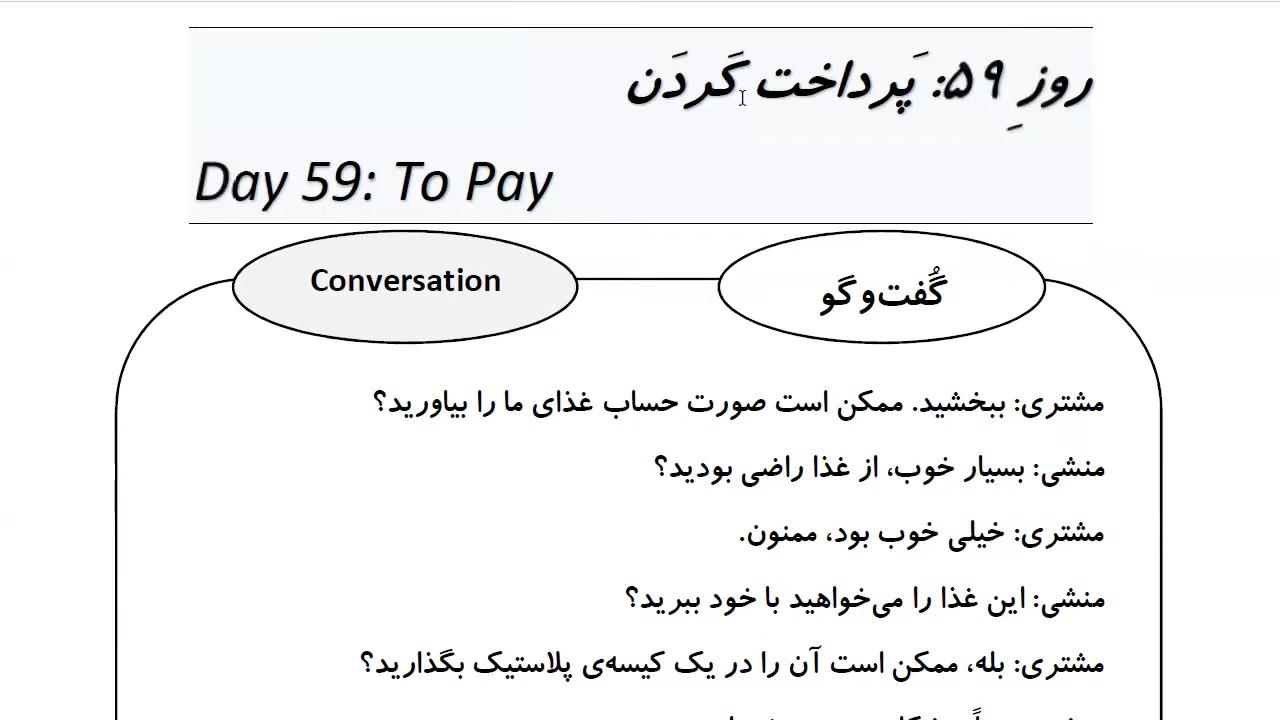 روزِ ۵۹: پَرداخت کَردَن
Day 59: To Pay
Conversation
گُفت‌و‌گو
مشتری: ببخشید. ممکن است صورت حساب غذای ما را بیاورید؟
منشی: بسیار خوب، از غذا راضی بودید؟
مشتری: خیلی خوب بود، ممنون.
منشی: این غذا را می‌خواهید با خود ببرید؟
مشتری: بله، ممکن است آن را در یک کیسه‌ی پلاستیک بگذارید؟